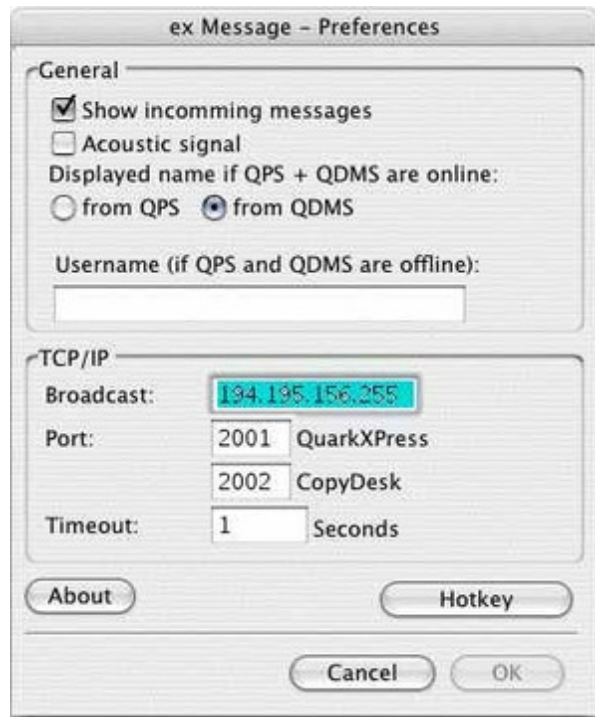 ex Message – Preferences
General
Show incomming messages
Acoustic signal
Displayed name if QPS + QDMS are online:
from QPS from QDMS
Username (if QPS and QDMS are offline):
TCP/IP
Broadcast: 194.195.156.255
Port: 2001 QuarkXPress
2002 CopyDesk
Timeout: 1 Seconds
About Hotkey
Cancel OK